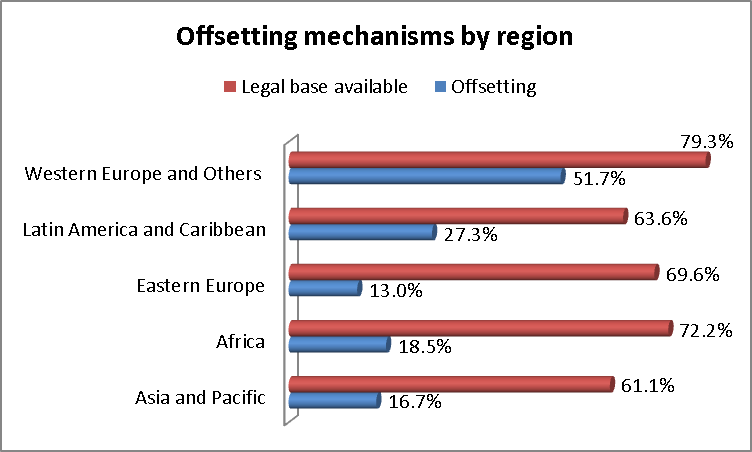 Offsetting mechanisms by region
Legal base available Offsetting
79.3%
Western Europe and Others 51.7%
63.6%
Latin America and Caribbean 27.3%
69.6%
Eastern Europe 13.0%
72.2%
Africa 18.5%
61.1%
Asia and Pacific 16.7%